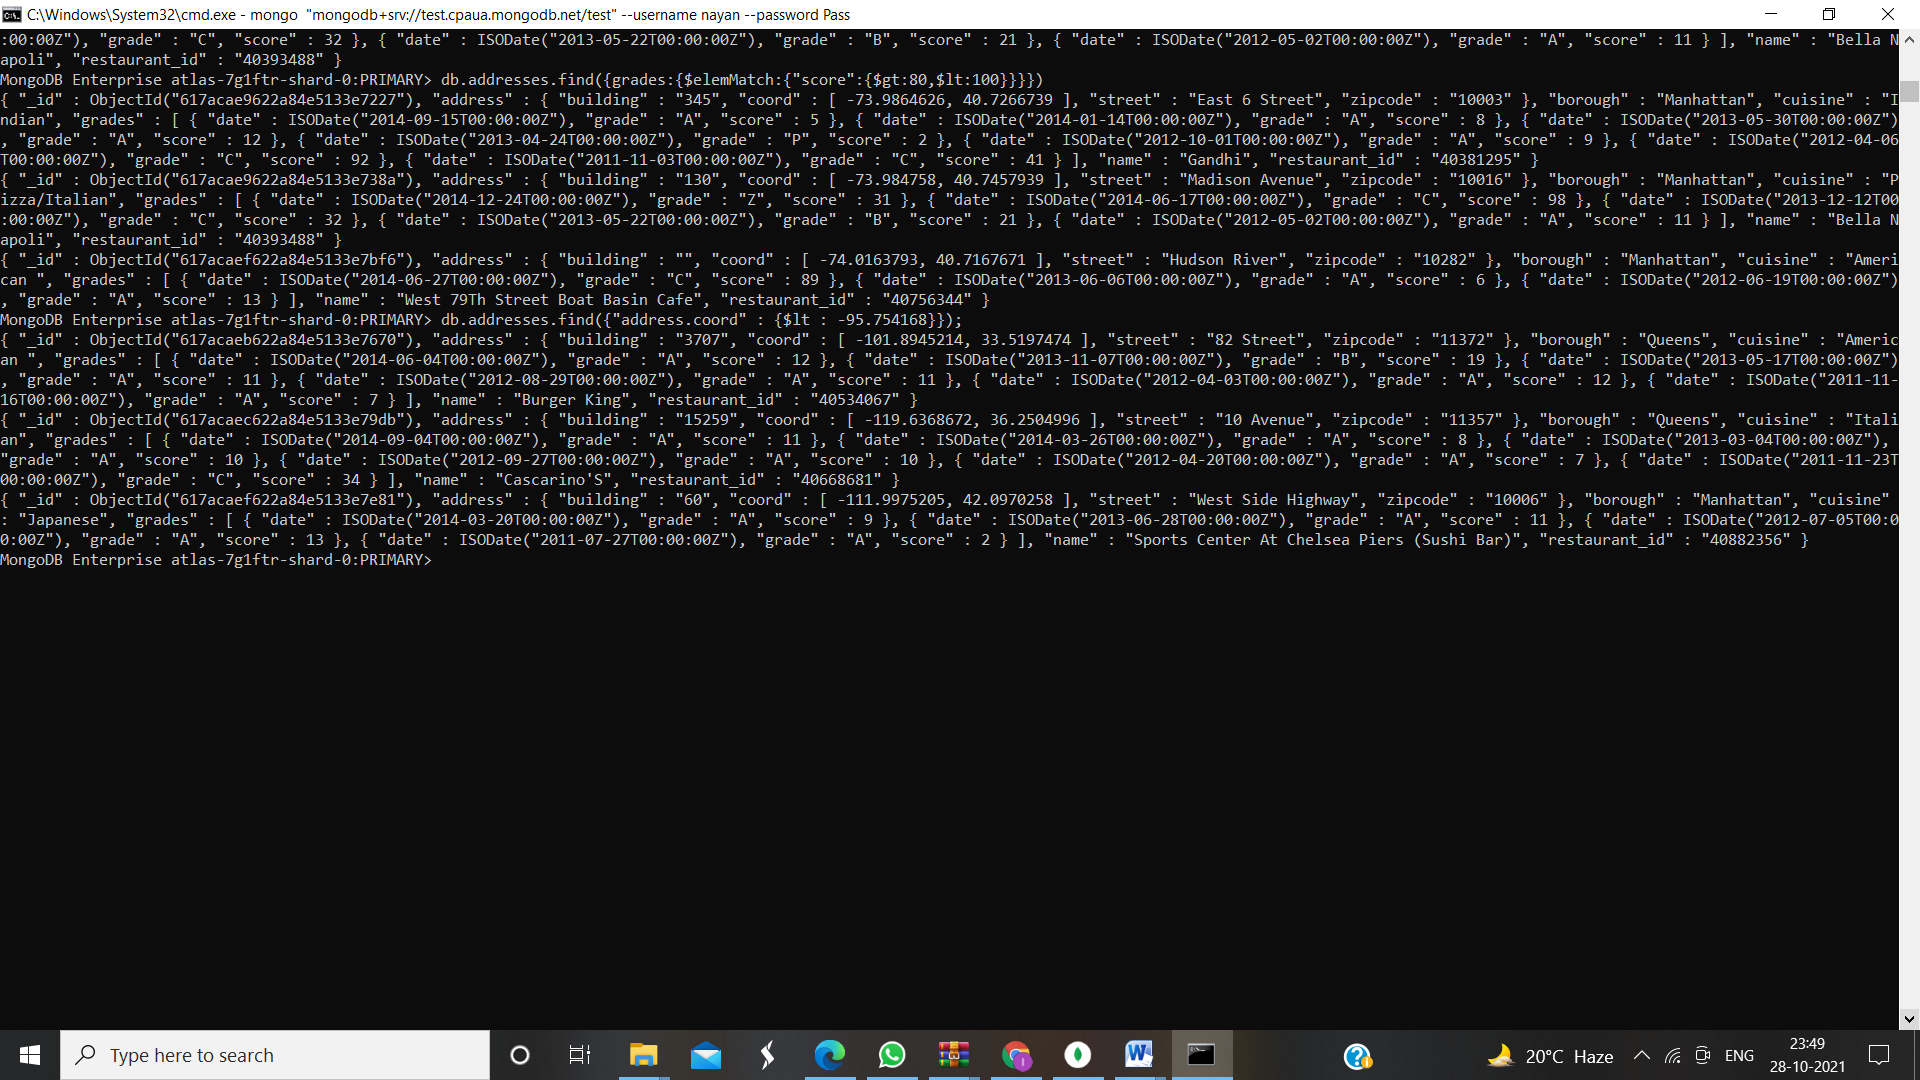 C:\Windows\System32\cmd.exe - mongo  "mongodb+srv://test.cpaua.mongodb.net/test" --username nayan --password Pass
:00:00Z"), "grade" : "C", "score" : 32 }, { "date" : ISODate("2013-05-22T00:00:00Z"), "grade" : "B", "score" : 21 }, { "date" : ISODate("2012-05-02T00:00:00Z"), "grade" : "A", "score" : 11 } ], "name" : "Bella N
apoli", "restaurant_id" : "40393488" }
MongoDB Enterprise atlas-7g1ftr-shard-0:PRIMARY> db.addresses.find({grades:{$elemMatch:{"score":{$gt:80,$lt:100}}}})
{ "_id" : ObjectId("617acae9622a84e5133e7227"), "address" : { "building" : "345", "coord" : [ -73.9864626, 40.7266739 ], "street" : "East 6 Street", "zipcode" : "10003" }, "borough" : "Manhattan", "cuisine" : "I
ndian", "grades" : [ { "date" : ISODate("2014-09-15T00:00:00Z"), "grade" : "A", "score" : 5 }, { "date" : ISODate("2014-01-14T00:00:00Z"), "grade" : "A", "score" : 8 }, { "date" : ISODate("2013-05-30T00:00:00Z")
, "grade" : "A", "score" : 12 }, { "date" : ISODate("2013-04-24T00:00:00Z"), "grade" : "P", "score" : 2 }, { "date" : ISODate("2012-10-01T00:00:00Z"), "grade" : "A", "score" : 9 }, { "date" : ISODate("2012-04-06
T00:00:00Z"), "grade" : "C", "score" : 92 }, { "date" : ISODate("2011-11-03T00:00:00Z"), "grade" : "C", "score" : 41 } ], "name" : "Gandhi", "restaurant_id" : "40381295" }
{ "_id" : ObjectId("617acae9622a84e5133e738a"), "address" : { "building" : "130", "coord" : [ -73.984758, 40.7457939 ], "street" : "Madison Avenue", "zipcode" : "10016" }, "borough" : "Manhattan", "cuisine" : "P
izza/Italian", "grades" : [ { "date" : ISODate("2014-12-24T00:00:00Z"), "grade" : "Z", "score" : 31 }, { "date" : ISODate("2014-06-17T00:00:00Z"), "grade" : "C", "score" : 98 }, { "date" : ISODate("2013-12-12T00
:00:00Z"), "grade" : "C", "score" : 32 }, { "date" : ISODate("2013-05-22T00:00:00Z"), "grade" : "B", "score" : 21 }, { "date" : ISODate("2012-05-02T00:00:00Z"), "grade" : "A", "score" : 11 } ], "name" : "Bella N
apoli", "restaurant_id" : "40393488" }
{ "_id" : ObjectId("617acaef622a84e5133e7bf6"), "address" : { "building" : "", "coord" : [ -74.0163793, 40.7167671 ], "street" : "Hudson River", "zipcode" : "10282" }, "borough" : "Manhattan", "cuisine" : "Ameri
can ", "grades" : [ { "date" : ISODate("2014-06-27T00:00:00Z"), "grade" : "C", "score" : 89 }, { "date" : ISODate("2013-06-06T00:00:00Z"), "grade" : "A", "score" : 6 }, { "date" : ISODate("2012-06-19T00:00:00Z")
, "grade" : "A", "score" : 13 } ], "name" : "West 79Th Street Boat Basin Cafe", "restaurant_id" : "40756344" }
MongoDB Enterprise atlas-7g1ftr-shard-0:PRIMARY> db.addresses.find({"address.coord" : {$lt : -95.754168}});
{ "_id" : ObjectId("617acaeb622a84e5133e7670"), "address" : { "building" : "3707", "coord" : [ -101.8945214, 33.5197474 ], "street" : "82 Street", "zipcode" : "11372" }, "borough" : "Queens", "cuisine" : "Americ
an ", "grades" : [ { "date" : ISODate("2014-06-04T00:00:00Z"), "grade" : "A", "score" : 12 }, { "date" : ISODate("2013-11-07T00:00:00Z"), "grade" : "B", "score" : 19 }, { "date" : ISODate("2013-05-17T00:00:00Z")
, "grade" : "A", "score" : 11 }, { "date" : ISODate("2012-08-29T00:00:00Z"), "grade" : "A", "score" : 11 }, { "date" : ISODate("2012-04-03T00:00:00Z"), "grade" : "A", "score" : 12 }, { "date" : ISODate("2011-11-
16T00:00:00Z"), "grade" : "A", "score" : 7 } ], "name" : "Burger King", "restaurant_id" : "40534067" }
{ "_id" : ObjectId("617acaec622a84e5133e79db"), "address" : { "building" : "15259", "coord" : [ -119.6368672, 36.2504996 ], "street" : "10 Avenue", "zipcode" : "11357" }, "borough" : "Queens", "cuisine" : "Itali
an", "grades" : [ { "date" : ISODate("2014-09-04T00:00:00Z"), "grade" : "A", "score" : 11 }, { "date" : ISODate("2014-03-26T00:00:00Z"), "grade" : "A", "score" : 8 }, { "date" : ISODate("2013-03-04T00:00:00Z"),
"grade" : "A", "score" : 10 }, { "date" : ISODate("2012-09-27T00:00:00Z"), "grade" : "A", "score" : 10 }, { "date" : ISODate("2012-04-20T00:00:00Z"), "grade" : "A", "score" : 7 }, { "date" : ISODate("2011-11-23T
00:00:00Z"), "grade" : "C", "score" : 34 } ], "name" : "Cascarino'S", "restaurant_id" : "40668681" }
{ "_id" : ObjectId("617acaef622a84e5133e7e81"), "address" : { "building" : "60", "coord" : [ -111.9975205, 42.0970258 ], "street" : "West Side Highway", "zipcode" : "10006" }, "borough" : "Manhattan", "cuisine"
: "Japanese", "grades" : [ { "date" : ISODate("2014-03-20T00:00:00Z"), "grade" : "A", "score" : 9 }, { "date" : ISODate("2013-06-28T00:00:00Z"), "grade" : "A", "score" : 11 }, { "date" : ISODate("2012-07-05T00:0
0:00Z"), "grade" : "A", "score" : 13 }, { "date" : ISODate("2011-07-27T00:00:00Z"), "grade" : "A", "score" : 2 } ], "name" : "Sports Center At Chelsea Piers (Sushi Bar)", "restaurant_id" : "40882356" }
MongoDB Enterprise atlas-7g1ftr-shard-0:PRIMARY>
Type here to search
20°C Haze
ENG
23:49
28-10-2021